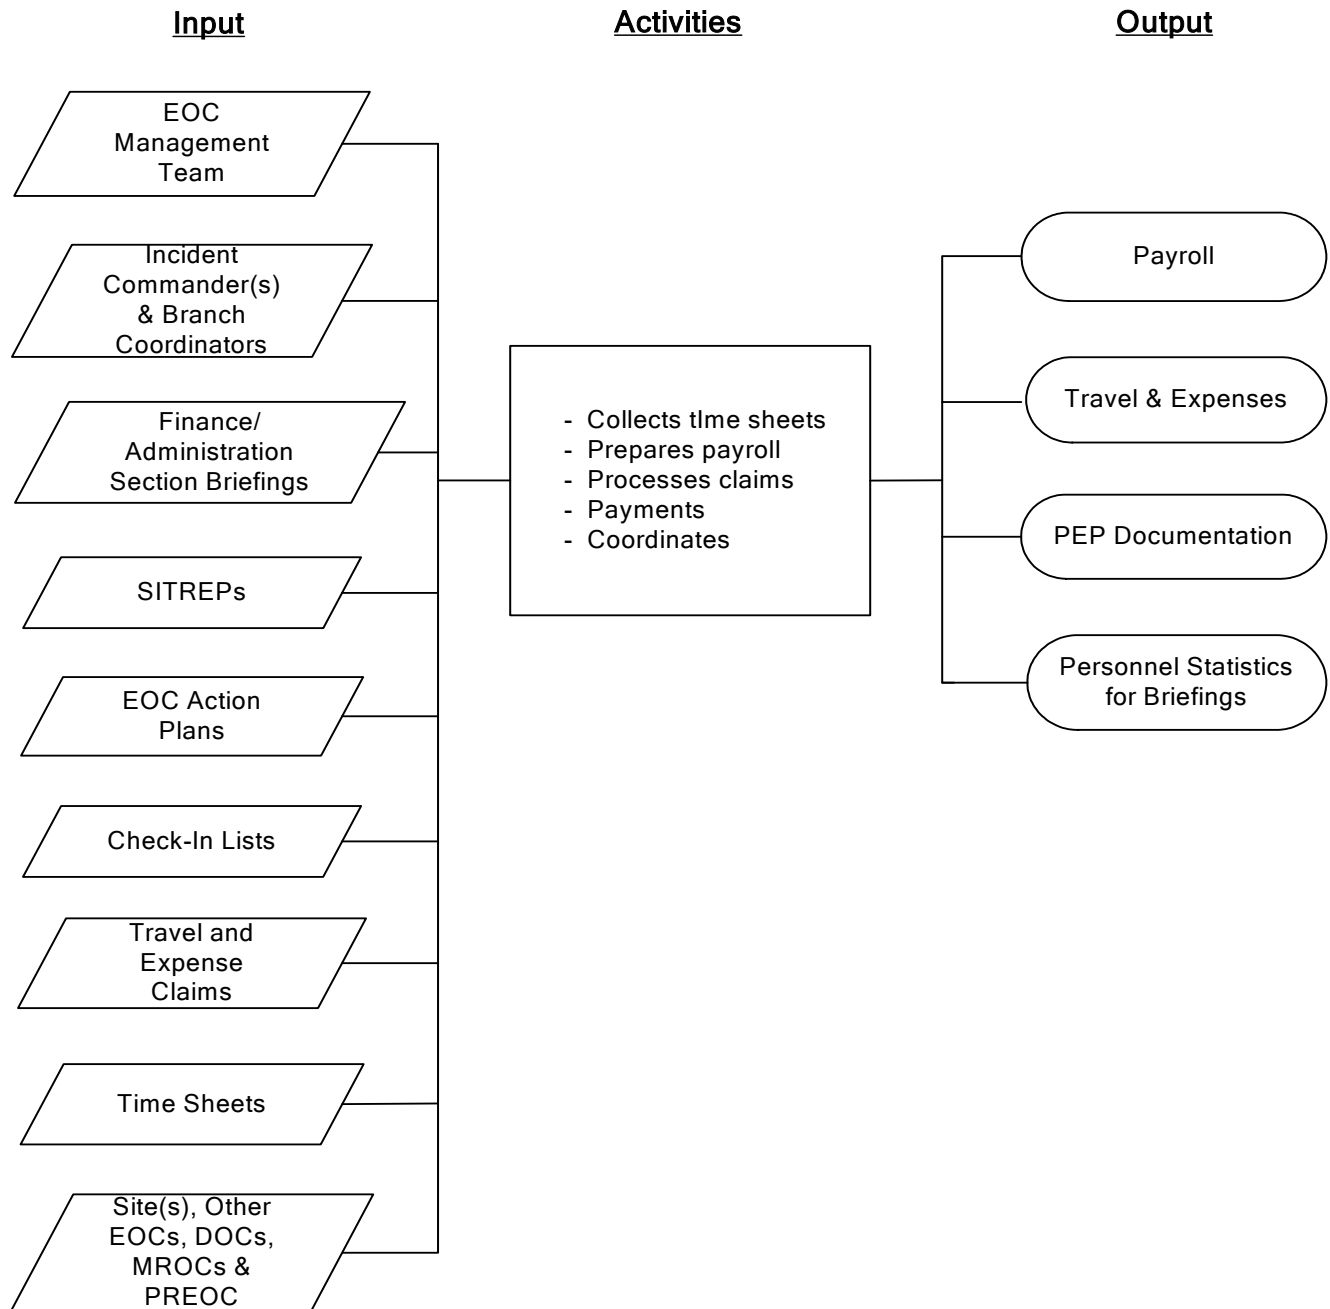 Input
Activities
Output
EOC
Management
Team
Incident
Commander(s)
& Branch
Coordinators
Finance/
Administration
Section Briefings
SITREPs
EOC Action
Plans
Check-In Lists
Travel and
Expense
Claims
Time Sheets
Site(s), Other
EOCs, DOCs,
MROCs &
PREOC
- Collects tIme sheets
- Prepares payroll
- Processes claims
- Payments
- Coordinates
Payroll
Travel & Expenses
PEP Documentation
Personnel Statistics
for Briefings